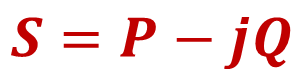 S = P − jQ